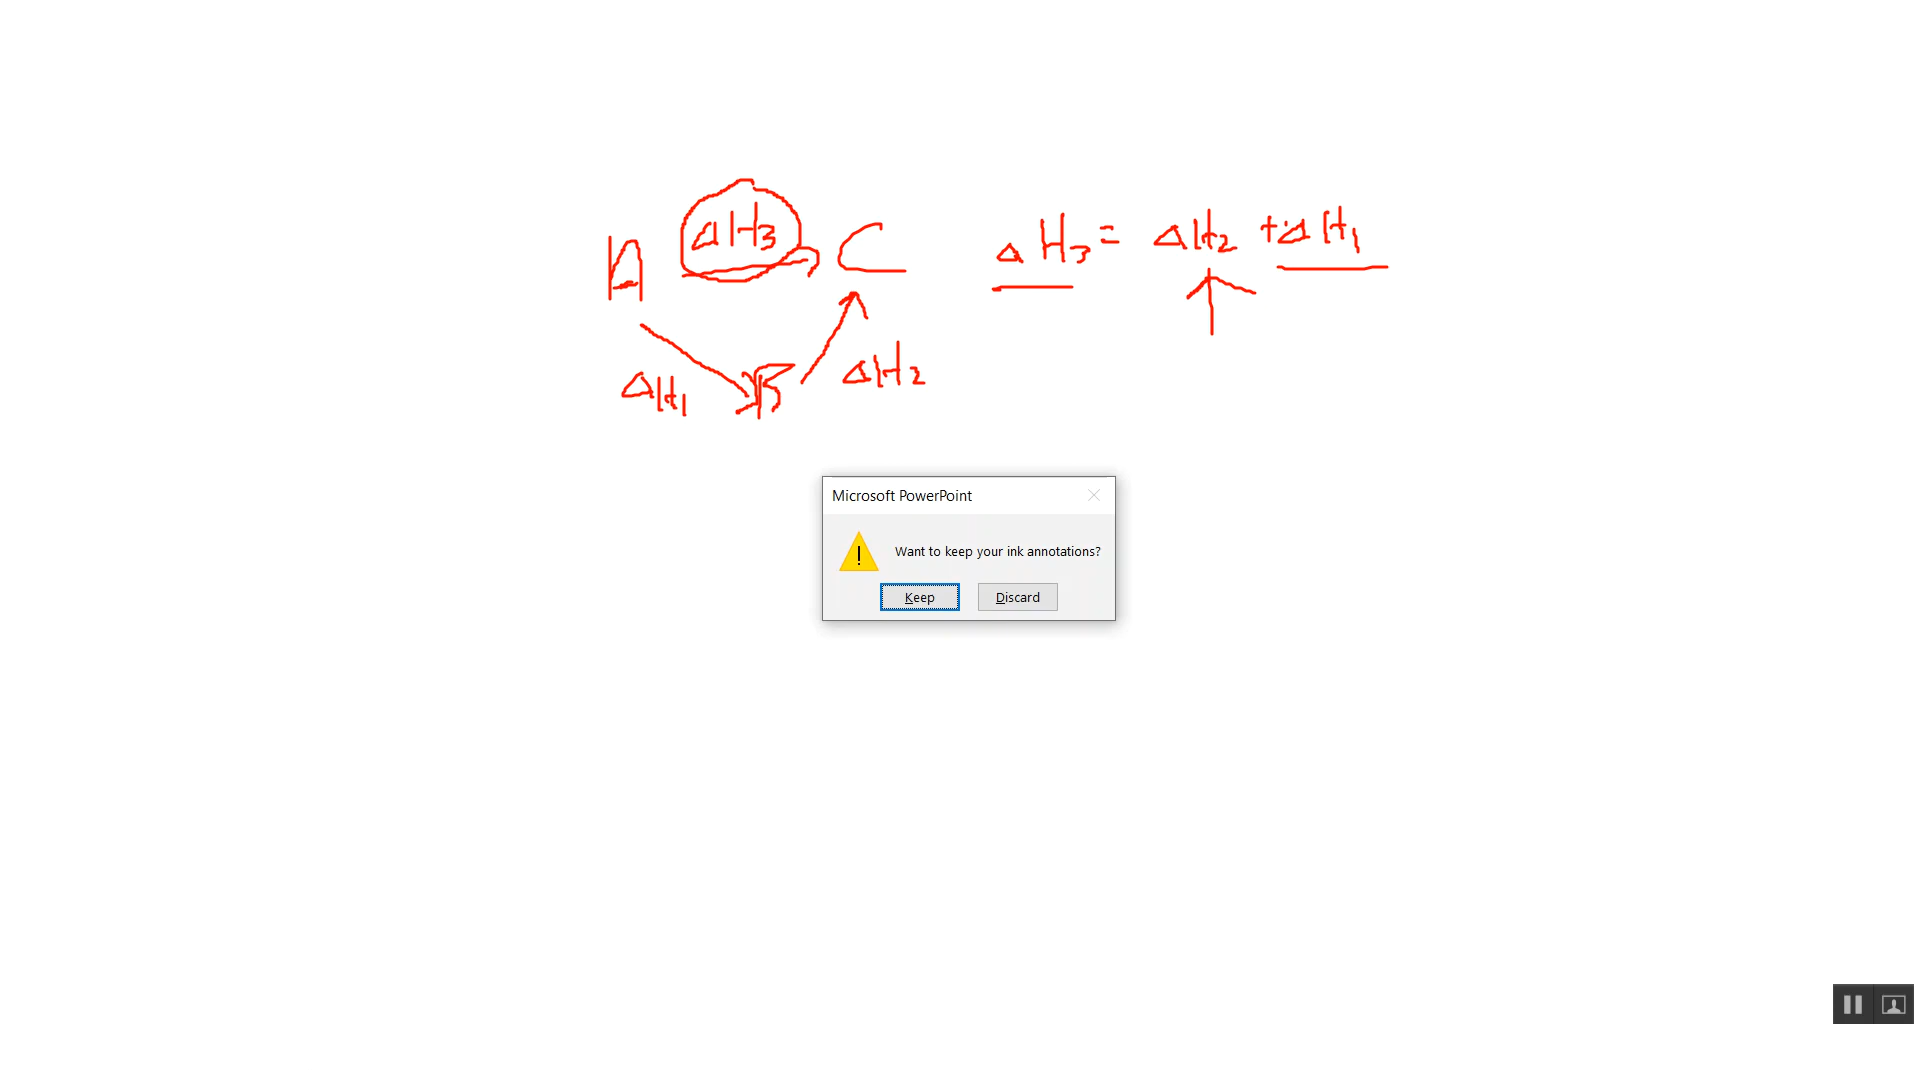 A ΔH3 C ΔH3 = ΔH2 + ΔH1
ΔH1 B ΔH2
Microsoft PowerPoint
Want to keep your ink annotations?
Keep Discard